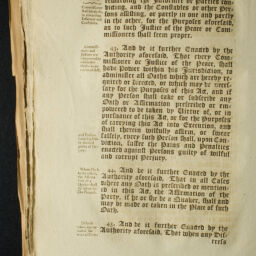 rewarding the Informer or Parties con-
victing, and the Constables or other Per-
sons assisting, or partly in one and partly
in the other, for the Purposes aforesaid,
as to such Justice of the Peace or Com-
missioners shall seem proper.
43. And be it further Enacted by the
Authority aforesaid, That every Com-
missioner or Justice of the Peace, shall
have Power within his Jurisdiction, to
administer all Oaths which are hereby re-
quired or directed, or which may be neces-
sary for the Purposes of this Act, and if
any Person shall take or subscribe any
Oath or Affirmation prescribed or em-
powered to be taken by Virtue of, or in
pursuance of this Act, or for the Purposes
of carrying this Act into Execution, and
shall therein wilfully affirm, or swear
falsely, every such Person shall, upon Con-
viction, suffer the Pains and Penalties
enacted against Persons guilty of wilful
and corrupt Perjury.
44. And be it further Enacted by the
Authority aforesaid, That in all Cases
where any Oath is prescribed or mention-
ed in this Act, the Affirmation of the
Party, if he or she be a Quaker, shall and
may be made or taken in the Place of such
Oath.
45. And be it further Enacted by the
Authority aforesaid, That when any Dis-
tress